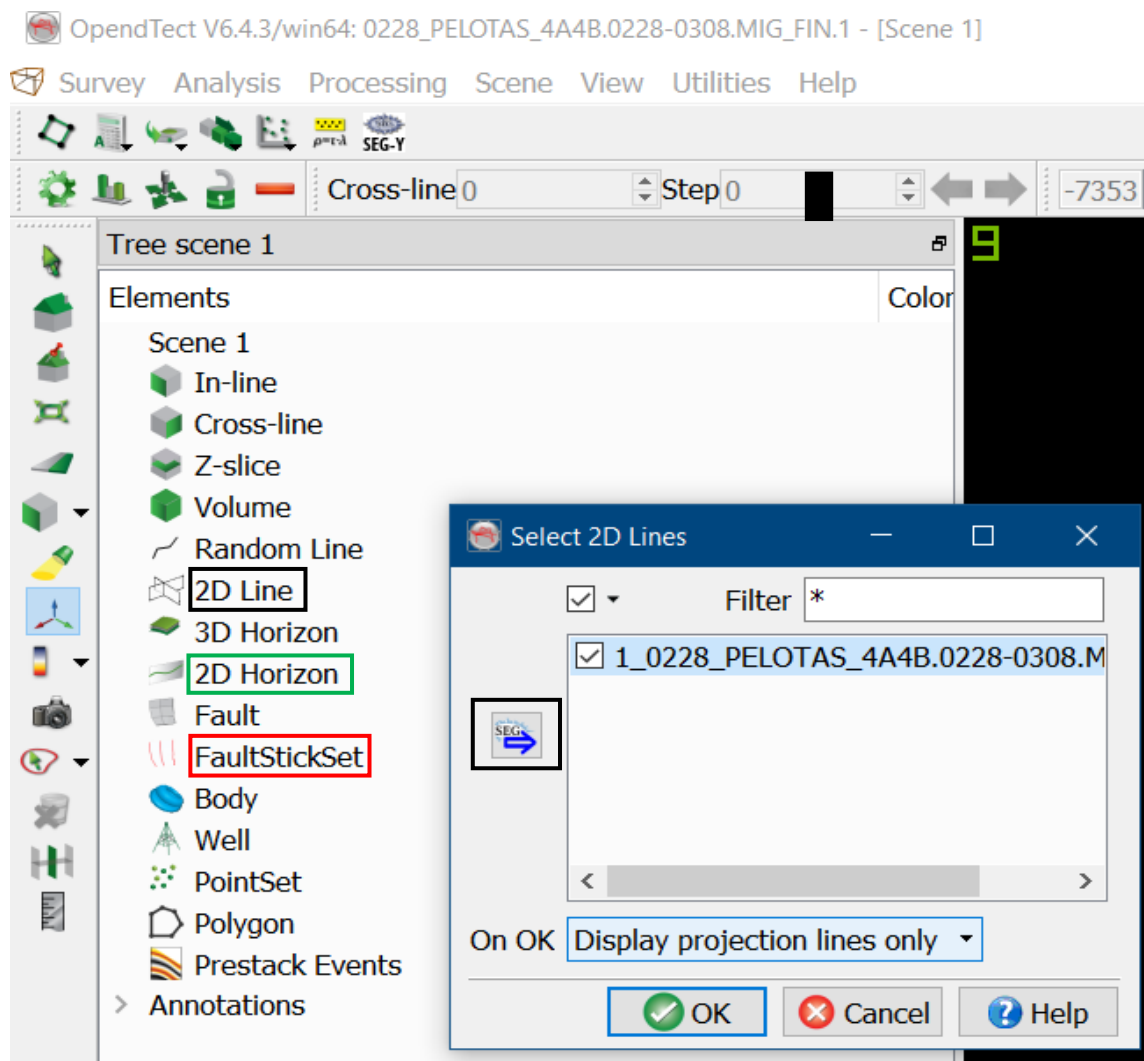 OpendTect V6.4.3/win64: 0228_PELOTAS_4A4B.0228-0308.MIG_FIN.1 - [Scene 1]
Survey Analysis Processing Scene View Utilities Help
A ρ=τ·λ SEG-Y
Cross-line 0 Step 0 -7353
Tree scene 1
9
Elements Color
Scene 1
In-line
Cross-line
Z-slice
Volume
Random Line
2D Line
3D Horizon
2D Horizon
Fault
FaultStickSet
Body
Well
PointSet
Polygon
Prestack Events
Annotations
Select 2D Lines
Filter *
1_0228_PELOTAS_4A4B.0228-0308.M
SEG
On OK Display projection lines only
OK Cancel Help